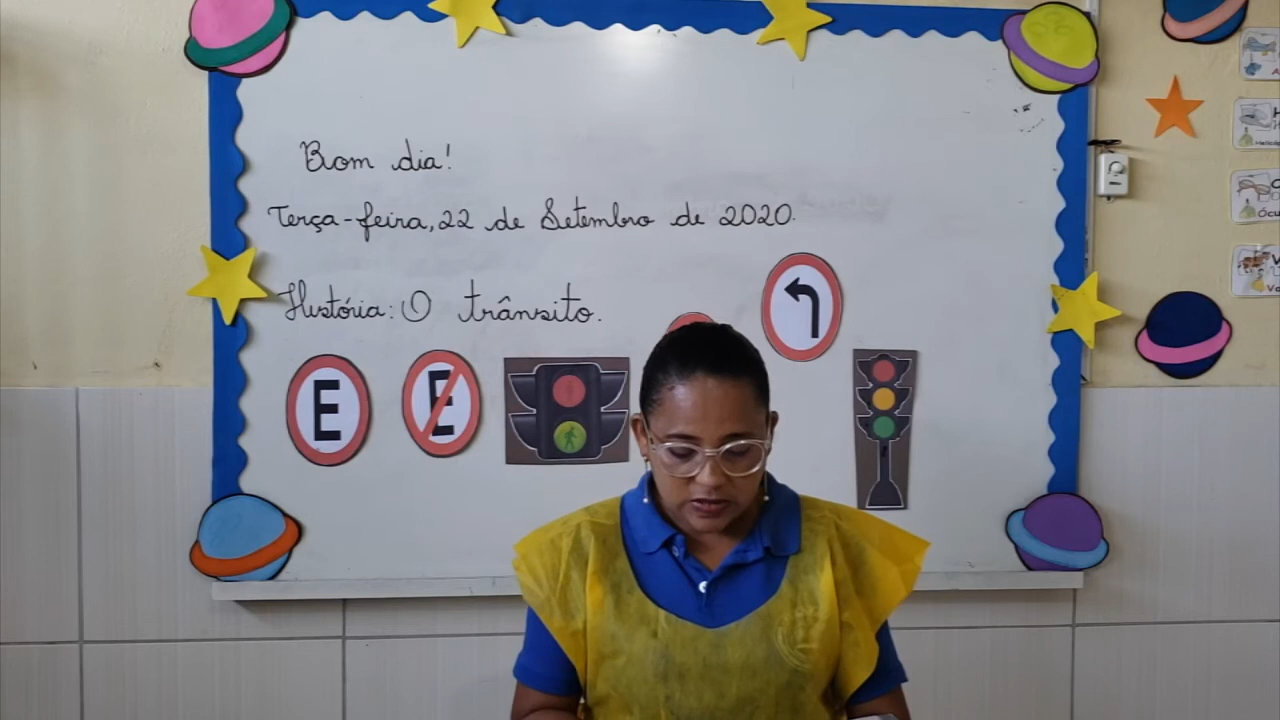 Bom dia!
Terça-feira, 22 de Setembro de 2020.
História: O trânsito.
E
E